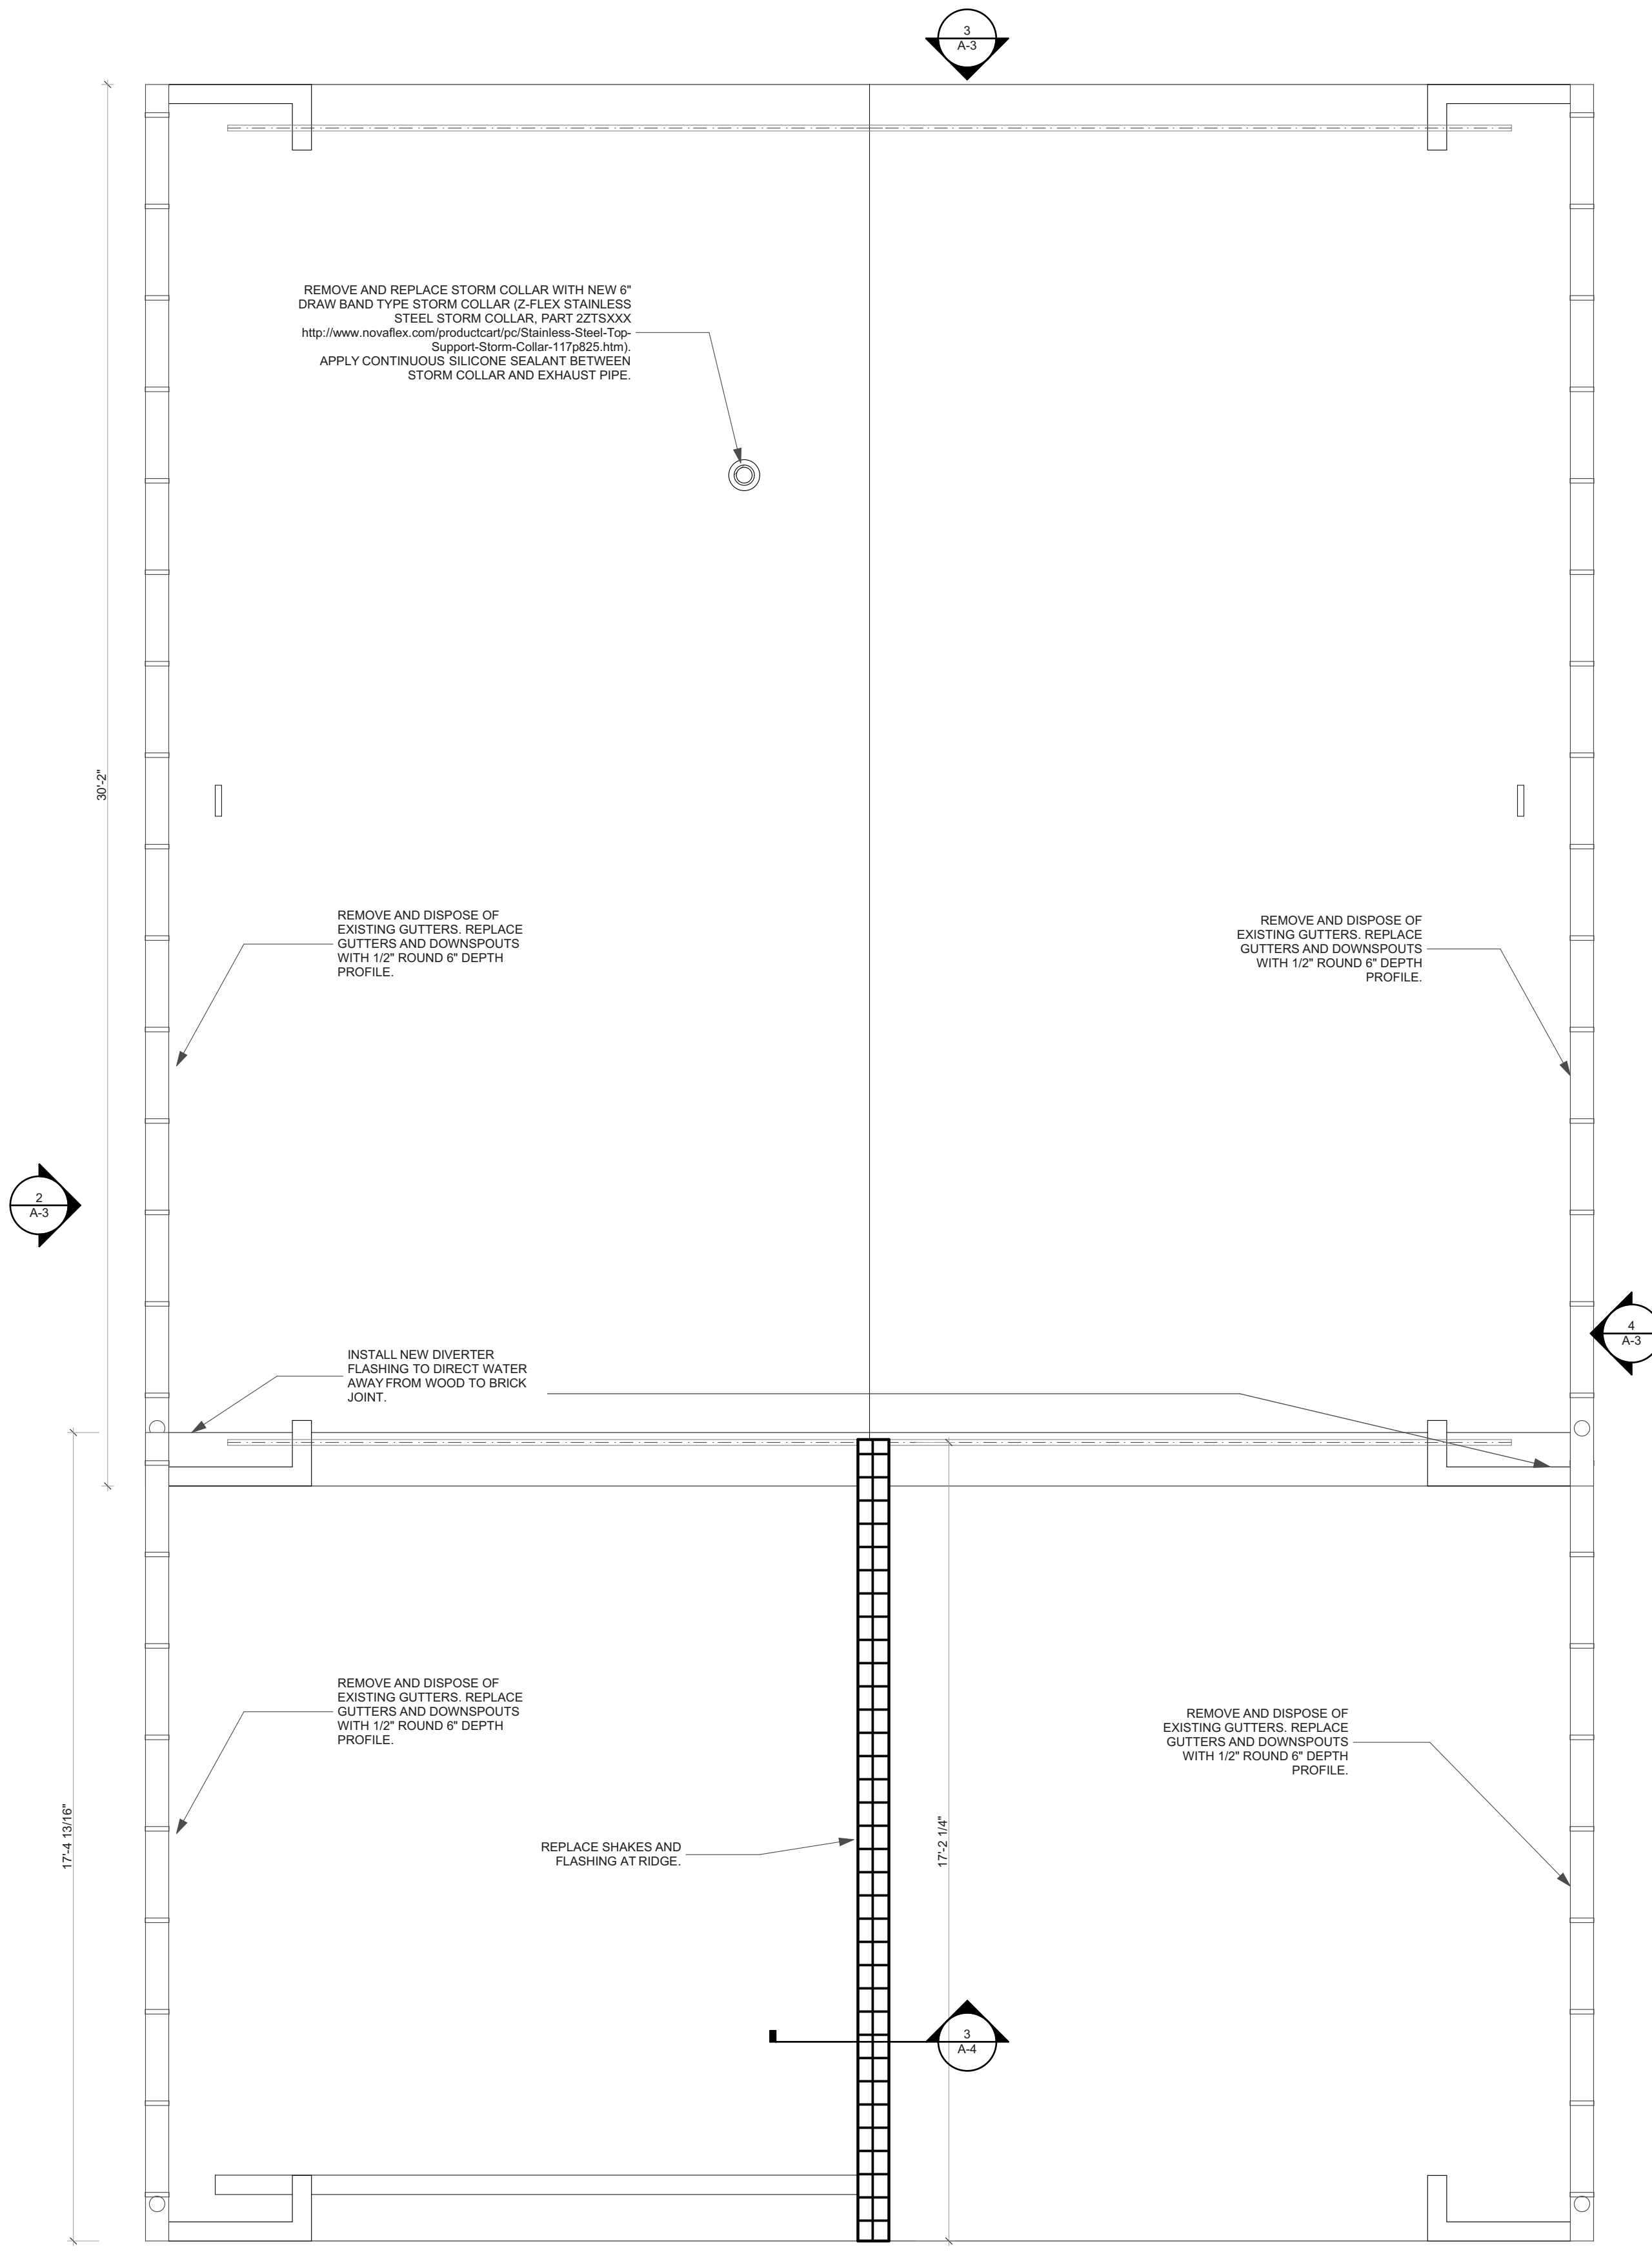 3
A-3
REMOVE AND REPLACE STORM COLLAR WITH NEW 6"
DRAW BAND TYPE STORM COLLAR (Z-FLEX STAINLESS
STEEL STORM COLLAR, PART 2ZTSXXX
http://www.novaflex.com/productcart/pc/Stainless-Steel-Top-
Support-Storm-Collar-117p825.htm).
APPLY CONTINUOUS SILICONE SEALANT BETWEEN
STORM COLLAR AND EXHAUST PIPE.
30'-2"
REMOVE AND DISPOSE OF
EXISTING GUTTERS. REPLACE
GUTTERS AND DOWNSPOUTS
WITH 1/2" ROUND 6" DEPTH
PROFILE.
REMOVE AND DISPOSE OF
EXISTING GUTTERS. REPLACE
GUTTERS AND DOWNSPOUTS
WITH 1/2" ROUND 6" DEPTH
PROFILE.
2
A-3
4
A-3
INSTALL NEW DIVERTER
FLASHING TO DIRECT WATER
AWAY FROM WOOD TO BRICK
JOINT.
REMOVE AND DISPOSE OF
EXISTING GUTTERS. REPLACE
GUTTERS AND DOWNSPOUTS
WITH 1/2" ROUND 6" DEPTH
PROFILE.
REMOVE AND DISPOSE OF
EXISTING GUTTERS. REPLACE
GUTTERS AND DOWNSPOUTS
WITH 1/2" ROUND 6" DEPTH
PROFILE.
17'-4 13/16"
REPLACE SHAKES AND
FLASHING AT RIDGE.
17'-2 1/4"
3
A-4